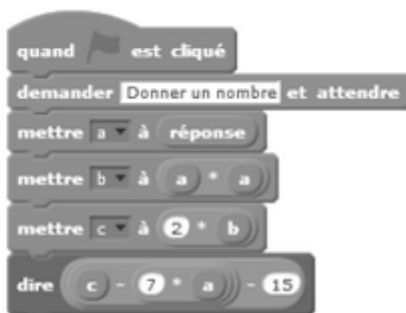 quand est cliqué
demander Donner un nombre et attendre
mettre a à réponse
mettre b à a * a
mettre c à 2 * b
dire c - 7 * a - 15